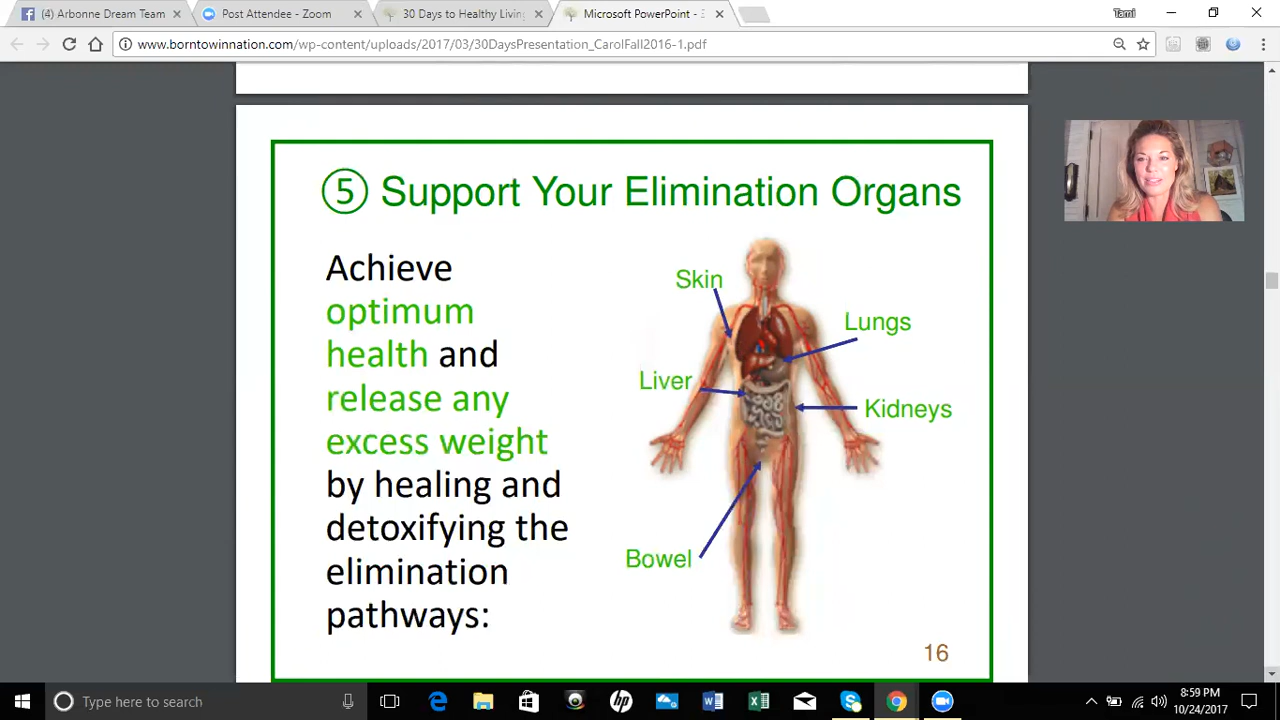 (4) Arbonne Dream Team
Post Attendee - Zoom
30 Days to Healthy Living
Microsoft PowerPoint - 3
Tami
www.borntowinnation.com/wp-content/uploads/2017/03/30DaysPresentation_CarolFall2016-1.pdf
⑤ Support Your Elimination Organs
Achieve
optimum
health and
release any
excess weight
by healing and
detoxifying the
elimination
pathways:
Skin
Lungs
Liver
Kidneys
Bowel
16
Type here to search
8:59 PM
10/24/2017